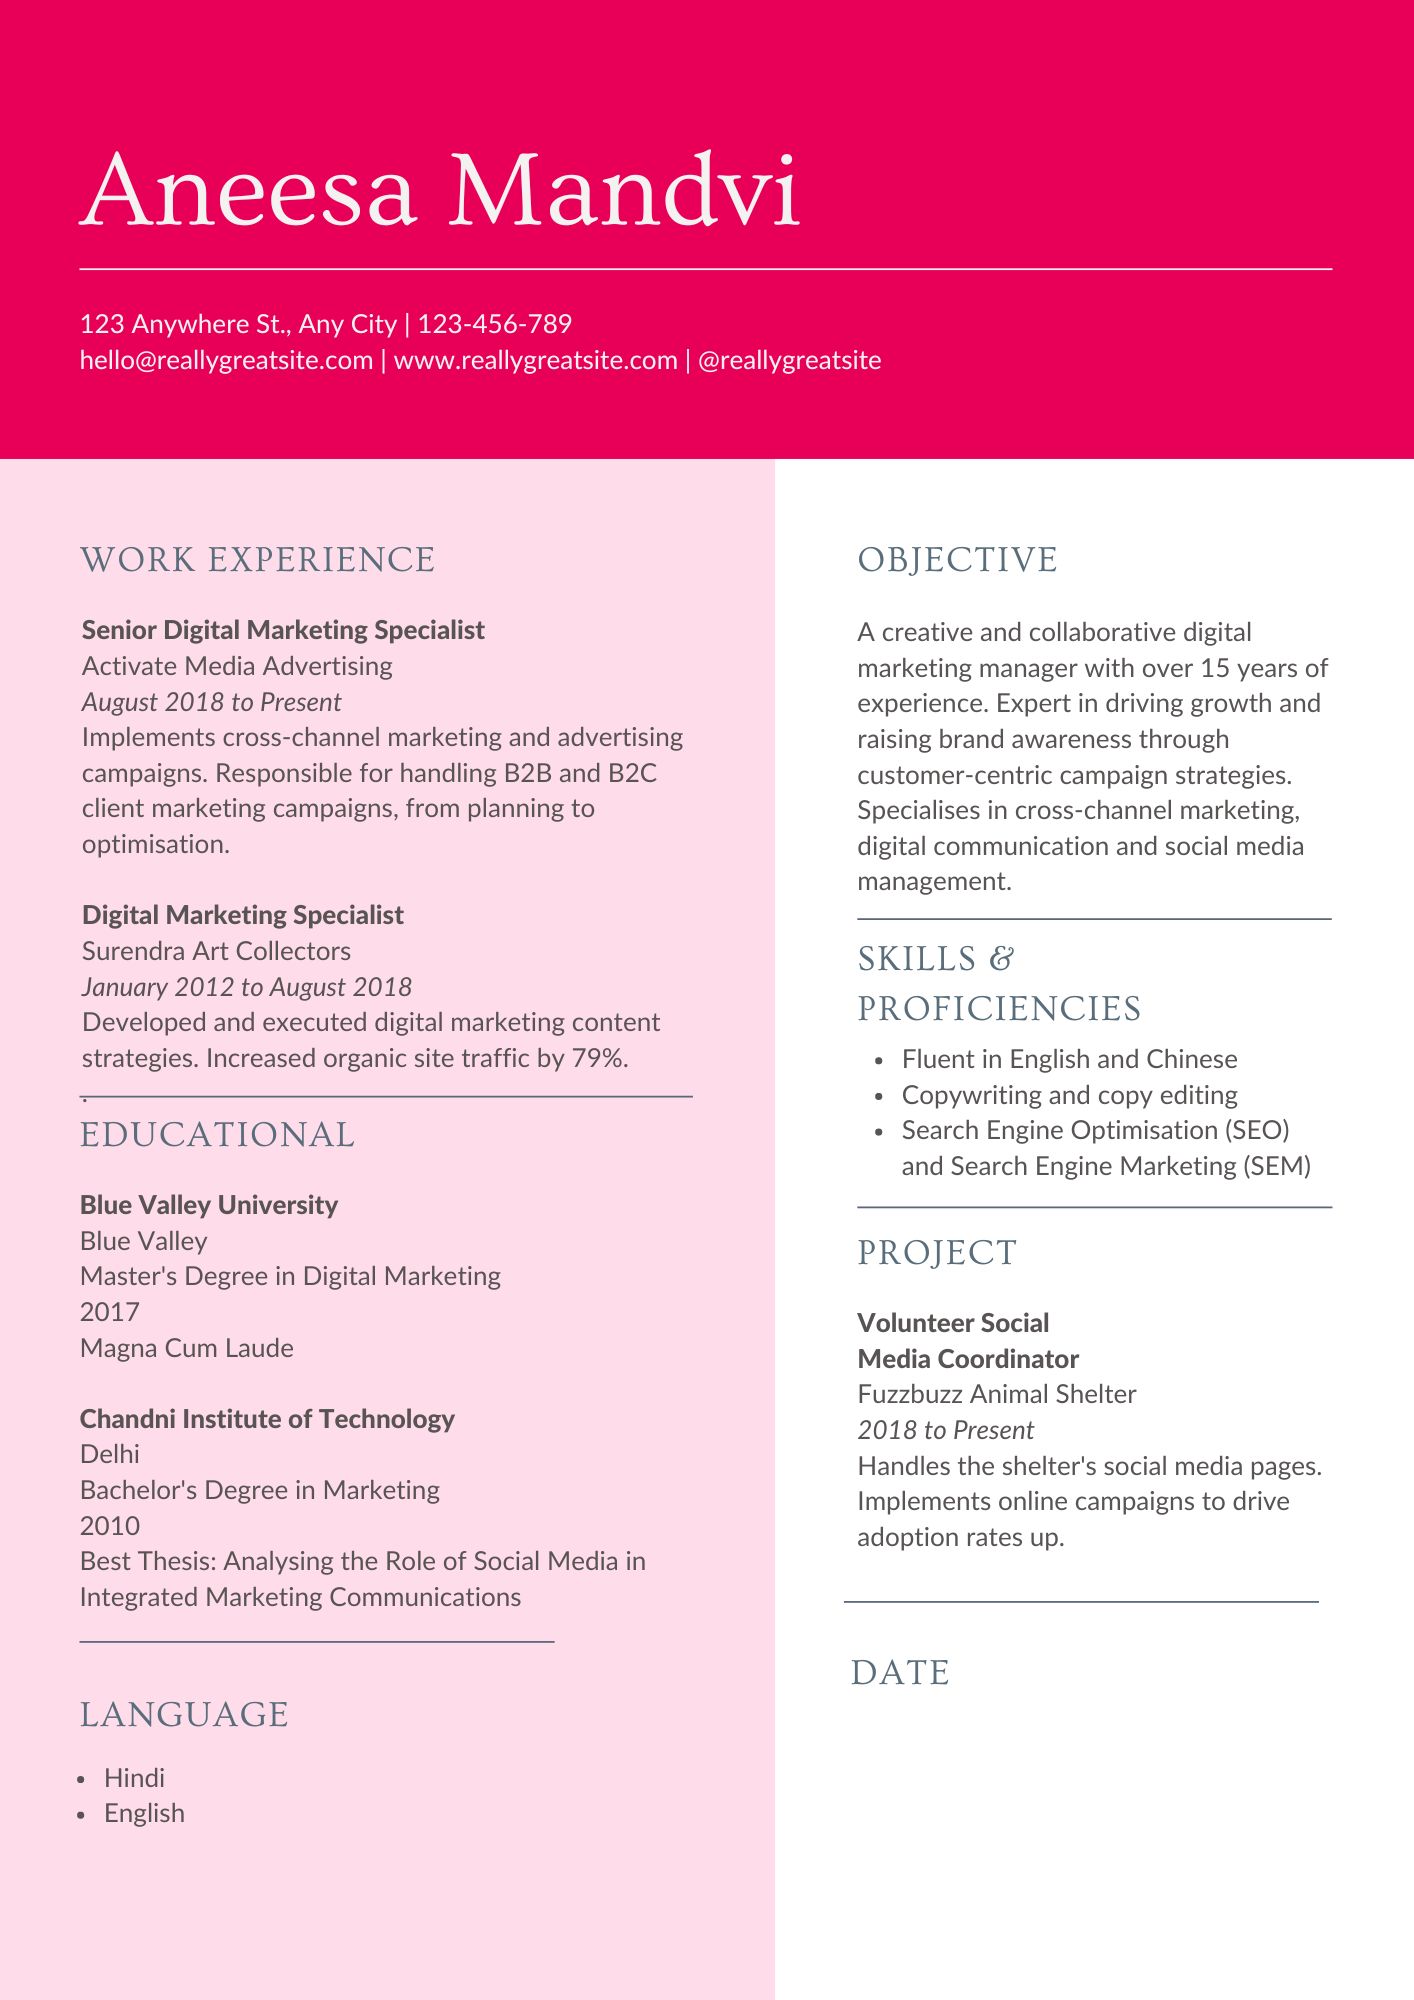 Aneesa Mandvi
123 Anywhere St., Any City | 123-456-789
hello@reallygreatsite.com | www.reallygreatsite.com | @reallygreatsite
WORK EXPERIENCE
Senior Digital Marketing Specialist
Activate Media Advertising
August 2018 to Present
Implements cross-channel marketing and advertising
campaigns. Responsible for handling B2B and B2C
client marketing campaigns, from planning to
optimisation.
Digital Marketing Specialist
Surendra Art Collectors
January 2012 to August 2018
Developed and executed digital marketing content
strategies. Increased organic site traffic by 79%.
.
EDUCATIONAL
Blue Valley University
Blue Valley
Master's Degree in Digital Marketing
2017
Magna Cum Laude
Chandni Institute of Technology
Delhi
Bachelor's Degree in Marketing
2010
Best Thesis: Analysing the Role of Social Media in
Integrated Marketing Communications
LANGUAGE
• Hindi
• English
OBJECTIVE
A creative and collaborative digital
marketing manager with over 15 years of
experience. Expert in driving growth and
raising brand awareness through
customer-centric campaign strategies.
Specialises in cross-channel marketing,
digital communication and social media
management.
SKILLS &
PROFICIENCIES
• Fluent in English and Chinese
• Copywriting and copy editing
• Search Engine Optimisation (SEO)
and Search Engine Marketing (SEM)
PROJECT
Volunteer Social
Media Coordinator
Fuzzbuzz Animal Shelter
2018 to Present
Handles the shelter's social media pages.
Implements online campaigns to drive
adoption rates up.
DATE